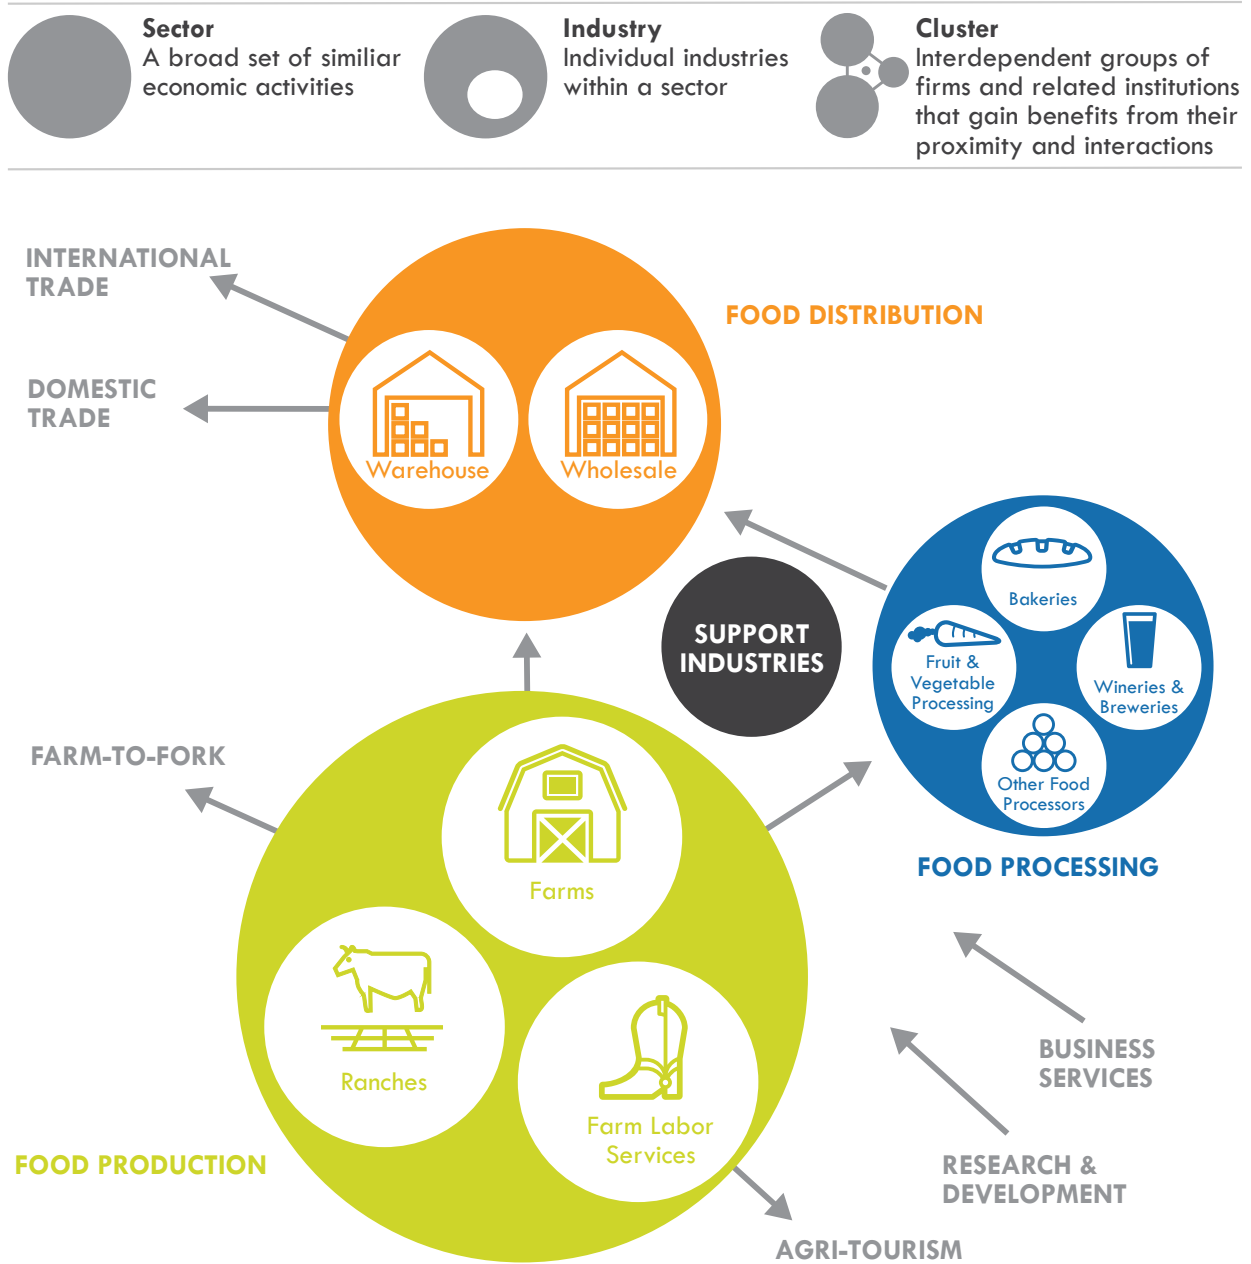 Sector
A broad set of similiar
economic activities
Industry
Individual industries
within a sector
Cluster
Interdependent groups of
firms and related institutions
that gain benefits from their
proximity and interactions
INTERNATIONAL
TRADE
FOOD DISTRIBUTION
DOMESTIC
TRADE
Warehouse
Wholesale
Bakeries
SUPPORT
INDUSTRIES
Fruit &
Vegetable
Processing
Wineries &
Breweries
Other Food
Processors
FARM-TO-FORK
FOOD PROCESSING
Farms
Ranches
Farm Labor
Services
BUSINESS
SERVICES
FOOD PRODUCTION
RESEARCH &
DEVELOPMENT
AGRI-TOURISM